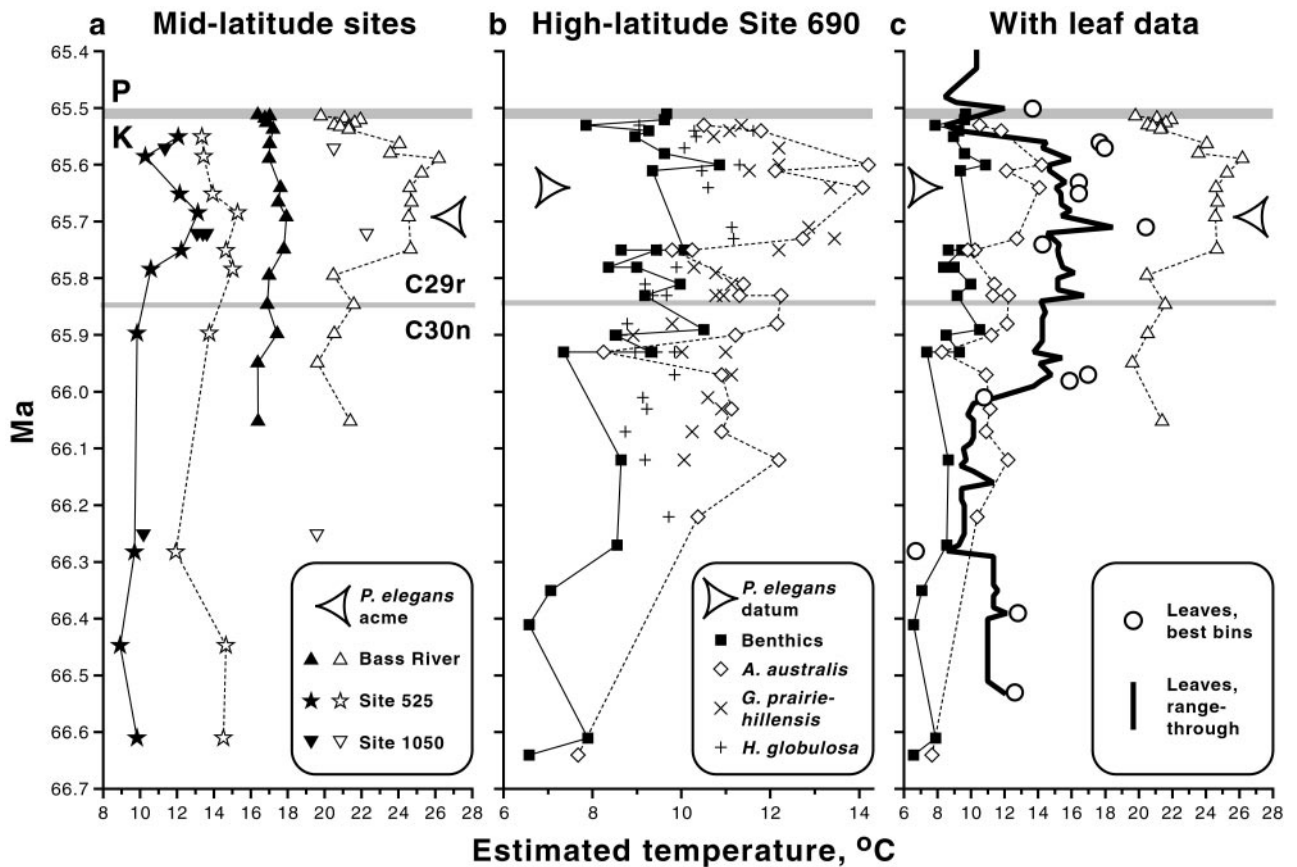 a Mid-latitude sites
b High-latitude Site 690
c With leaf data
65.4
65.5
65.6
65.7
65.8
65.9
66.0
66.1
66.2
66.3
66.4
66.5
66.6
66.7
Ma
P
K
C29r
C30n
P. elegans
acme
Bass River
Site 525
Site 1050
P. elegans
datum
Benthics
A. australis
G. prairie-
hillensis
H. globulosa
Leaves,
best bins
Leaves,
range-
through
8 10 12 14 16 18 20 22 24 26 28
6 8 10 12 14
6 8 10 12 14 16 18 20 22 24 26 28
Estimated temperature, ºC